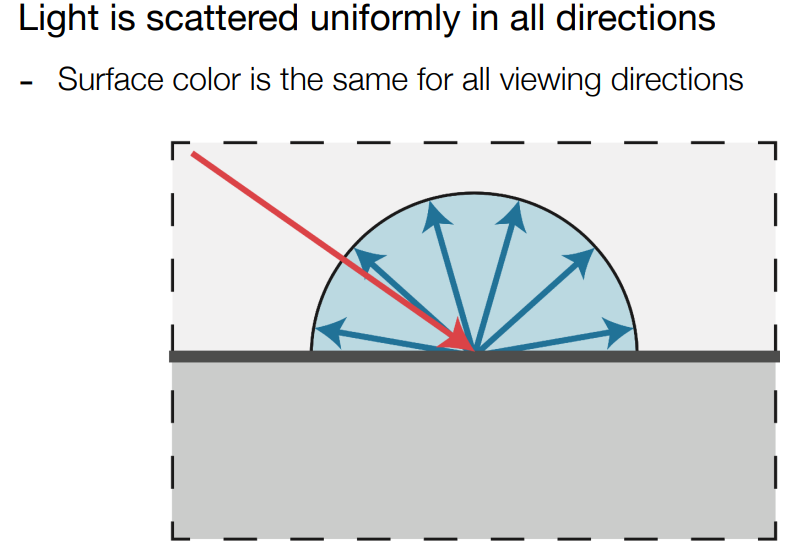 Light is scattered uniformly in all directions
- Surface color is the same for all viewing directions